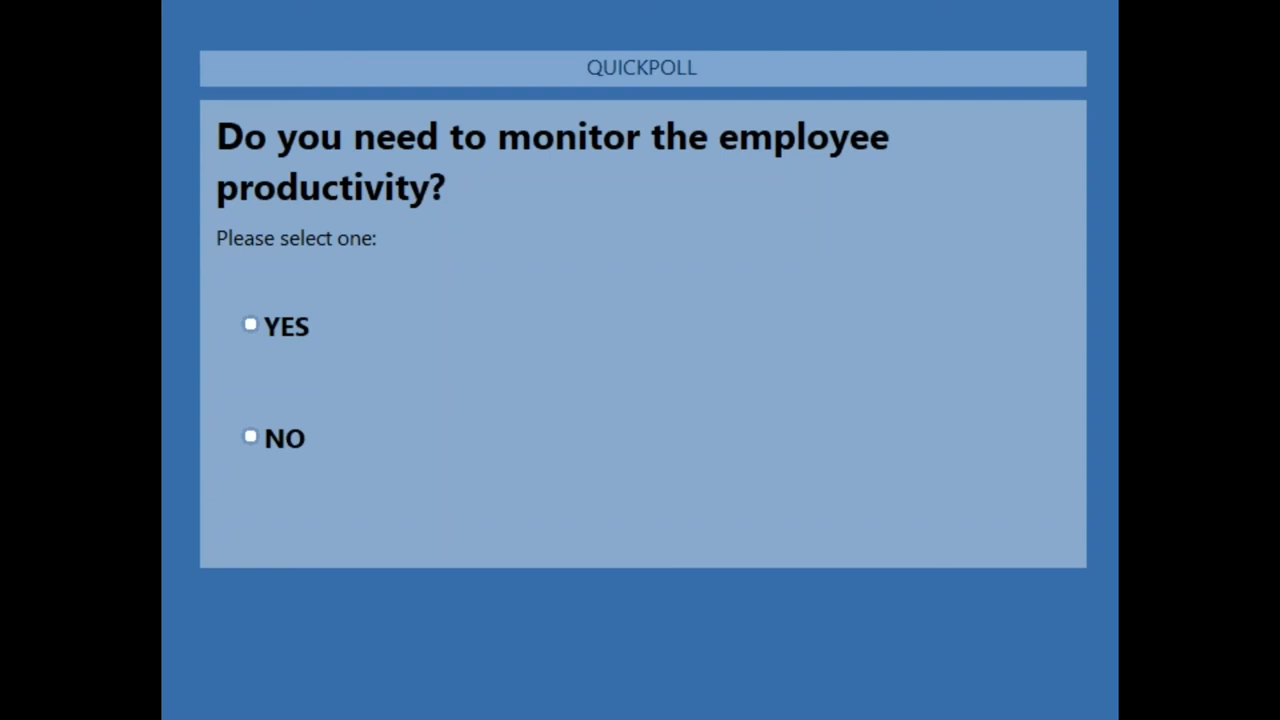 QUICKPOLL
Do you need to monitor the employee
productivity?
Please select one:
YES
NO